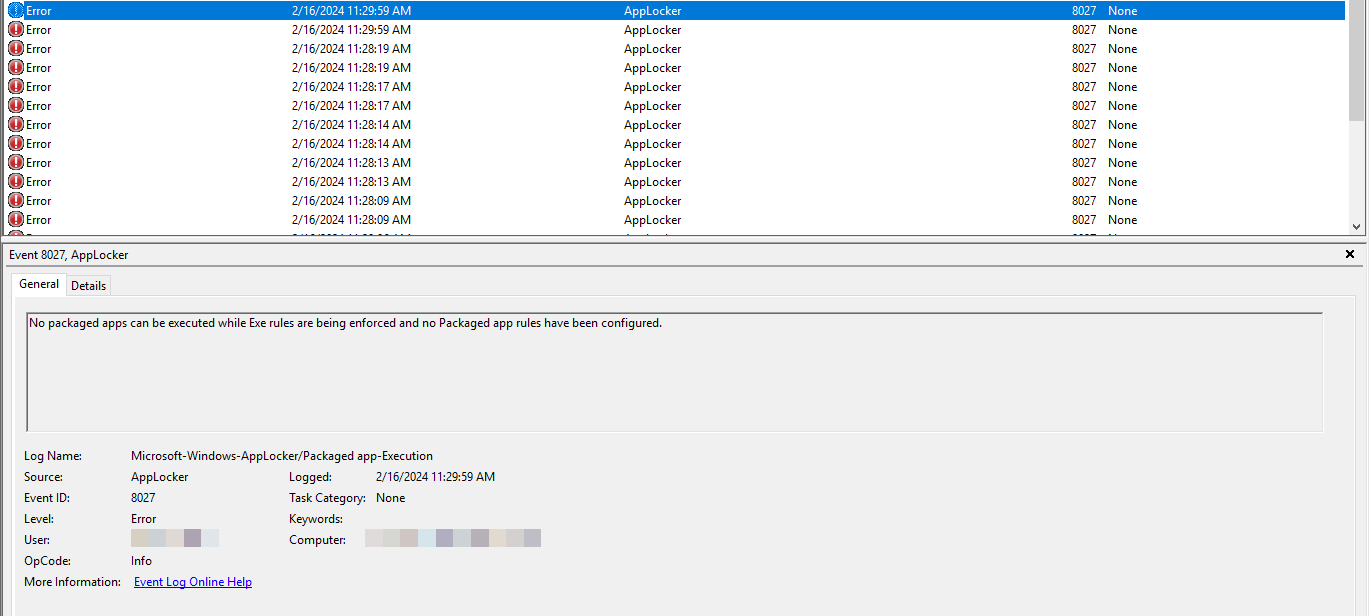 Error 2/16/2024 11:29:59 AM AppLocker 8027 None
Error 2/16/2024 11:29:59 AM AppLocker 8027 None
Error 2/16/2024 11:28:19 AM AppLocker 8027 None
Error 2/16/2024 11:28:19 AM AppLocker 8027 None
Error 2/16/2024 11:28:17 AM AppLocker 8027 None
Error 2/16/2024 11:28:17 AM AppLocker 8027 None
Error 2/16/2024 11:28:14 AM AppLocker 8027 None
Error 2/16/2024 11:28:14 AM AppLocker 8027 None
Error 2/16/2024 11:28:13 AM AppLocker 8027 None
Error 2/16/2024 11:28:13 AM AppLocker 8027 None
Error 2/16/2024 11:28:09 AM AppLocker 8027 None
Error 2/16/2024 11:28:09 AM AppLocker 8027 None
Event 8027, AppLocker
General Details
No packaged apps can be executed while Exe rules are being enforced and no Packaged app rules have been configured.
Log Name: Microsoft-Windows-AppLocker/Packaged app-Execution
Source: AppLocker Logged: 2/16/2024 11:29:59 AM
Event ID: 8027 Task Category: None
Level: Error Keywords:
User: Computer:
OpCode: Info
More Information: Event Log Online Help